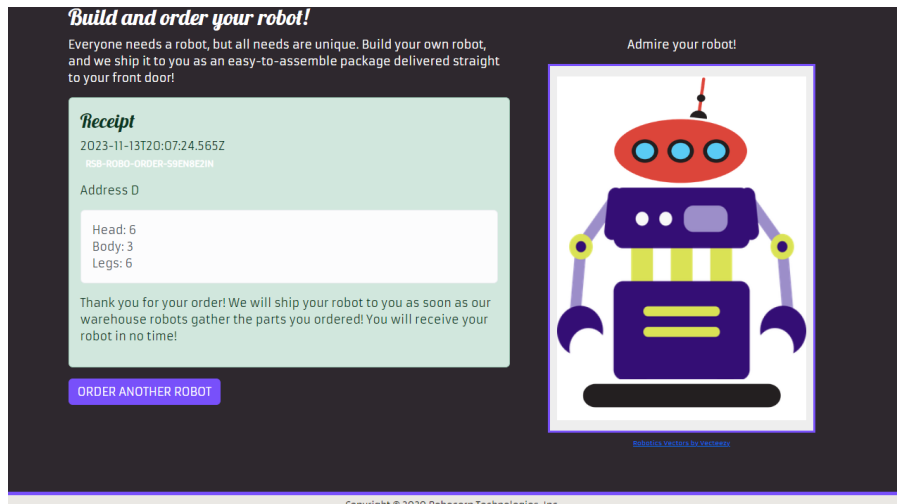 Build and order your robot!
Everyone needs a robot, but all needs are unique. Build your own robot,
and we ship it to you as an easy-to-assemble package delivered straight
to your front door!
Receipt
2023-11-13T20:07:24.565Z
Address D
Head: 6
Body: 3
Legs: 6
Thank you for your order! We will ship your robot to you as soon as our
warehouse robots gather the parts you ordered! You will receive your
robot in no time!
ORDER ANOTHER ROBOT
Admire your robot!
Robotics Vectors by Vecteezy